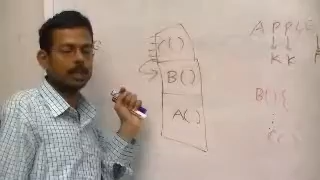 ( )
B( )
A( )
APPLE
KK
B(){